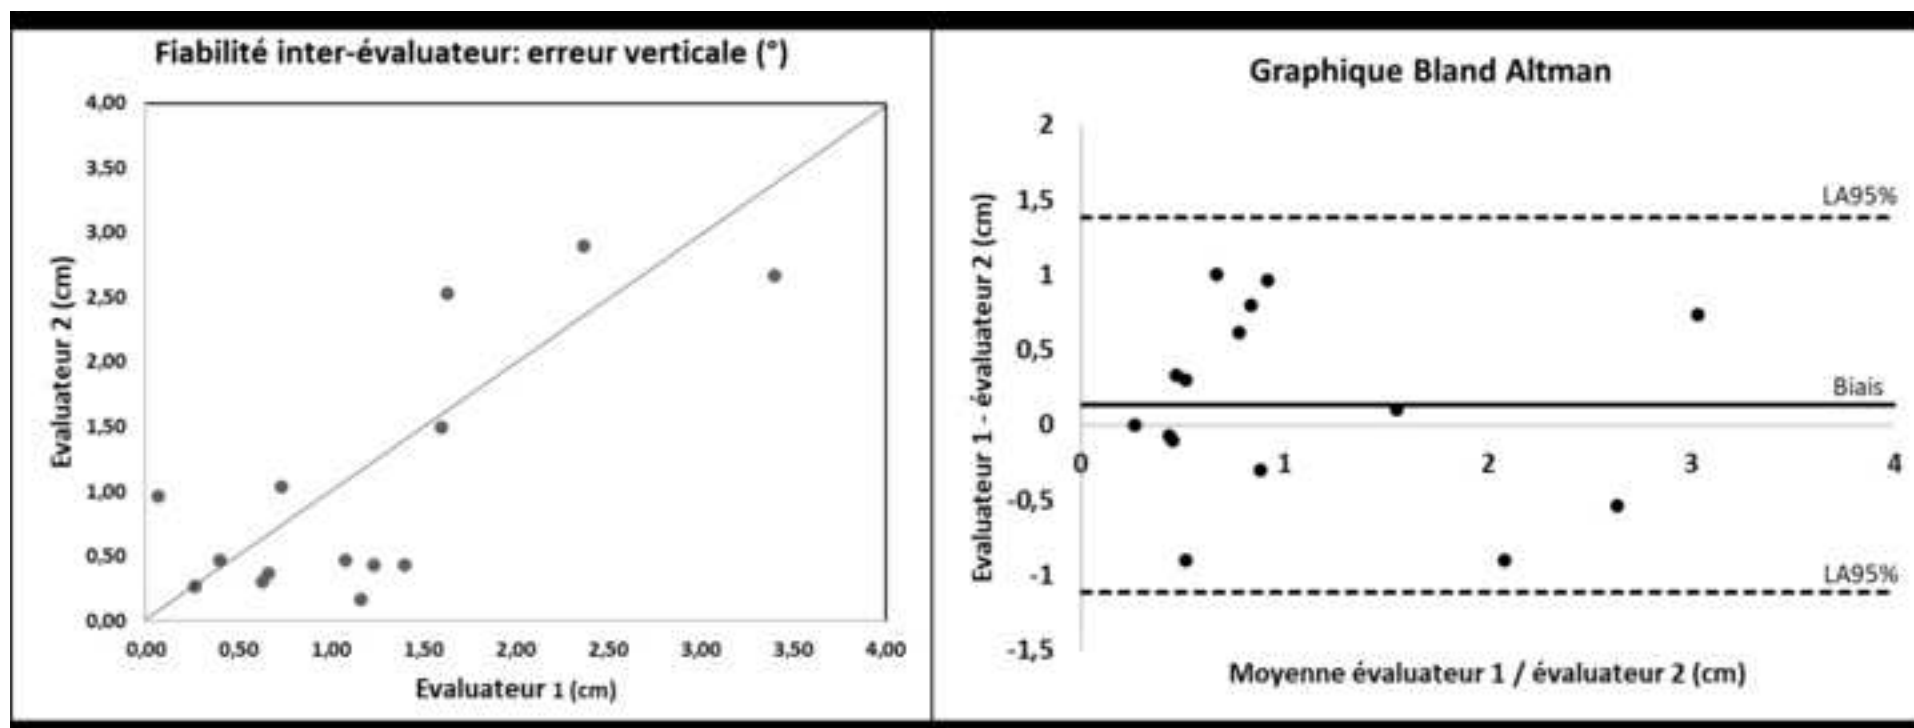 Fiabilité inter-évaluateur: erreur verticale (°)
4,00
3,50
3,00
2,50
2,00
1,50
1,00
0,50
0,00
Evaluateur 2 (cm)
0,00 0,50 1,00 1,50 2,00 2,50 3,00 3,50 4,00
Evaluateur 1 (cm)
Graphique Bland Altman
2
1,5
1
0,5
0
-0,5
-1
-1,5
Evaluateur 1 - évaluateur 2 (cm)
LA95%
Biais
0 1 2 3 4
LA95%
Moyenne évaluateur 1 / évaluateur 2 (cm)